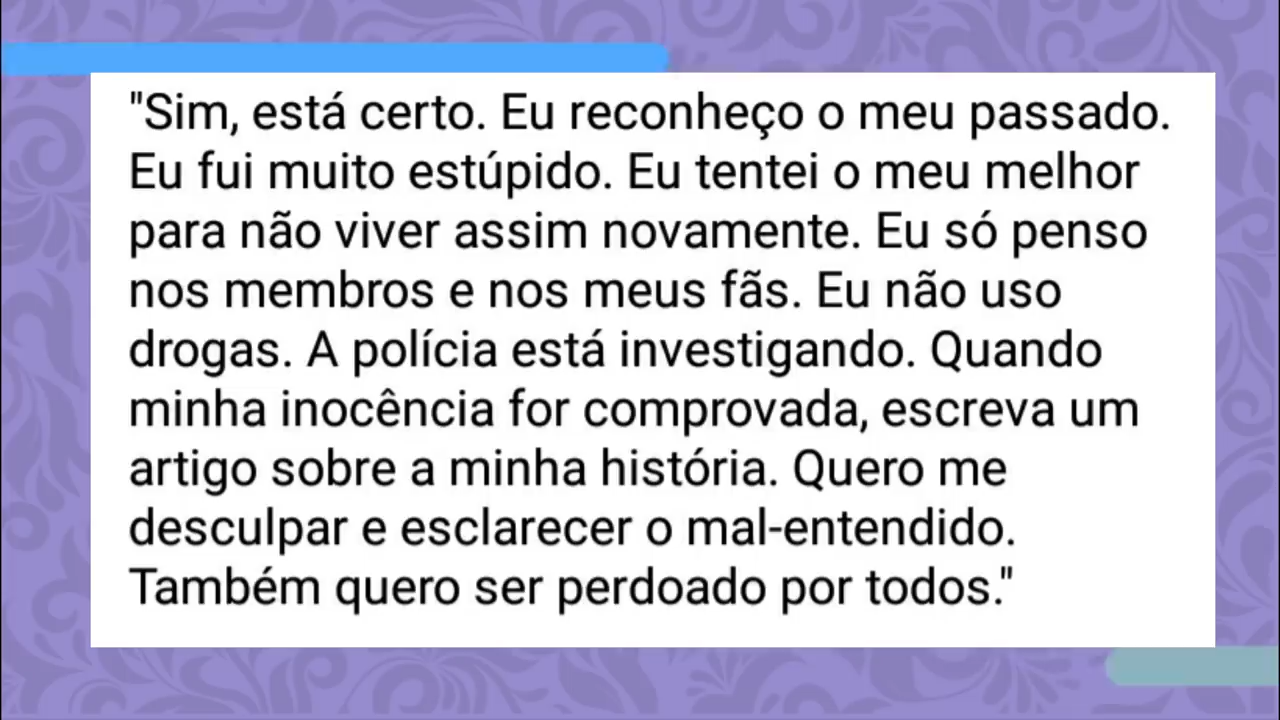 "Sim, está certo. Eu reconheço o meu passado.
Eu fui muito estúpido. Eu tentei o meu melhor
para não viver assim novamente. Eu só penso
nos membros e nos meus fãs. Eu não uso
drogas. A polícia está investigando. Quando
minha inocência for comprovada, escreva um
artigo sobre a minha história. Quero me
desculpar e esclarecer o mal-entendido.
Também quero ser perdoado por todos."